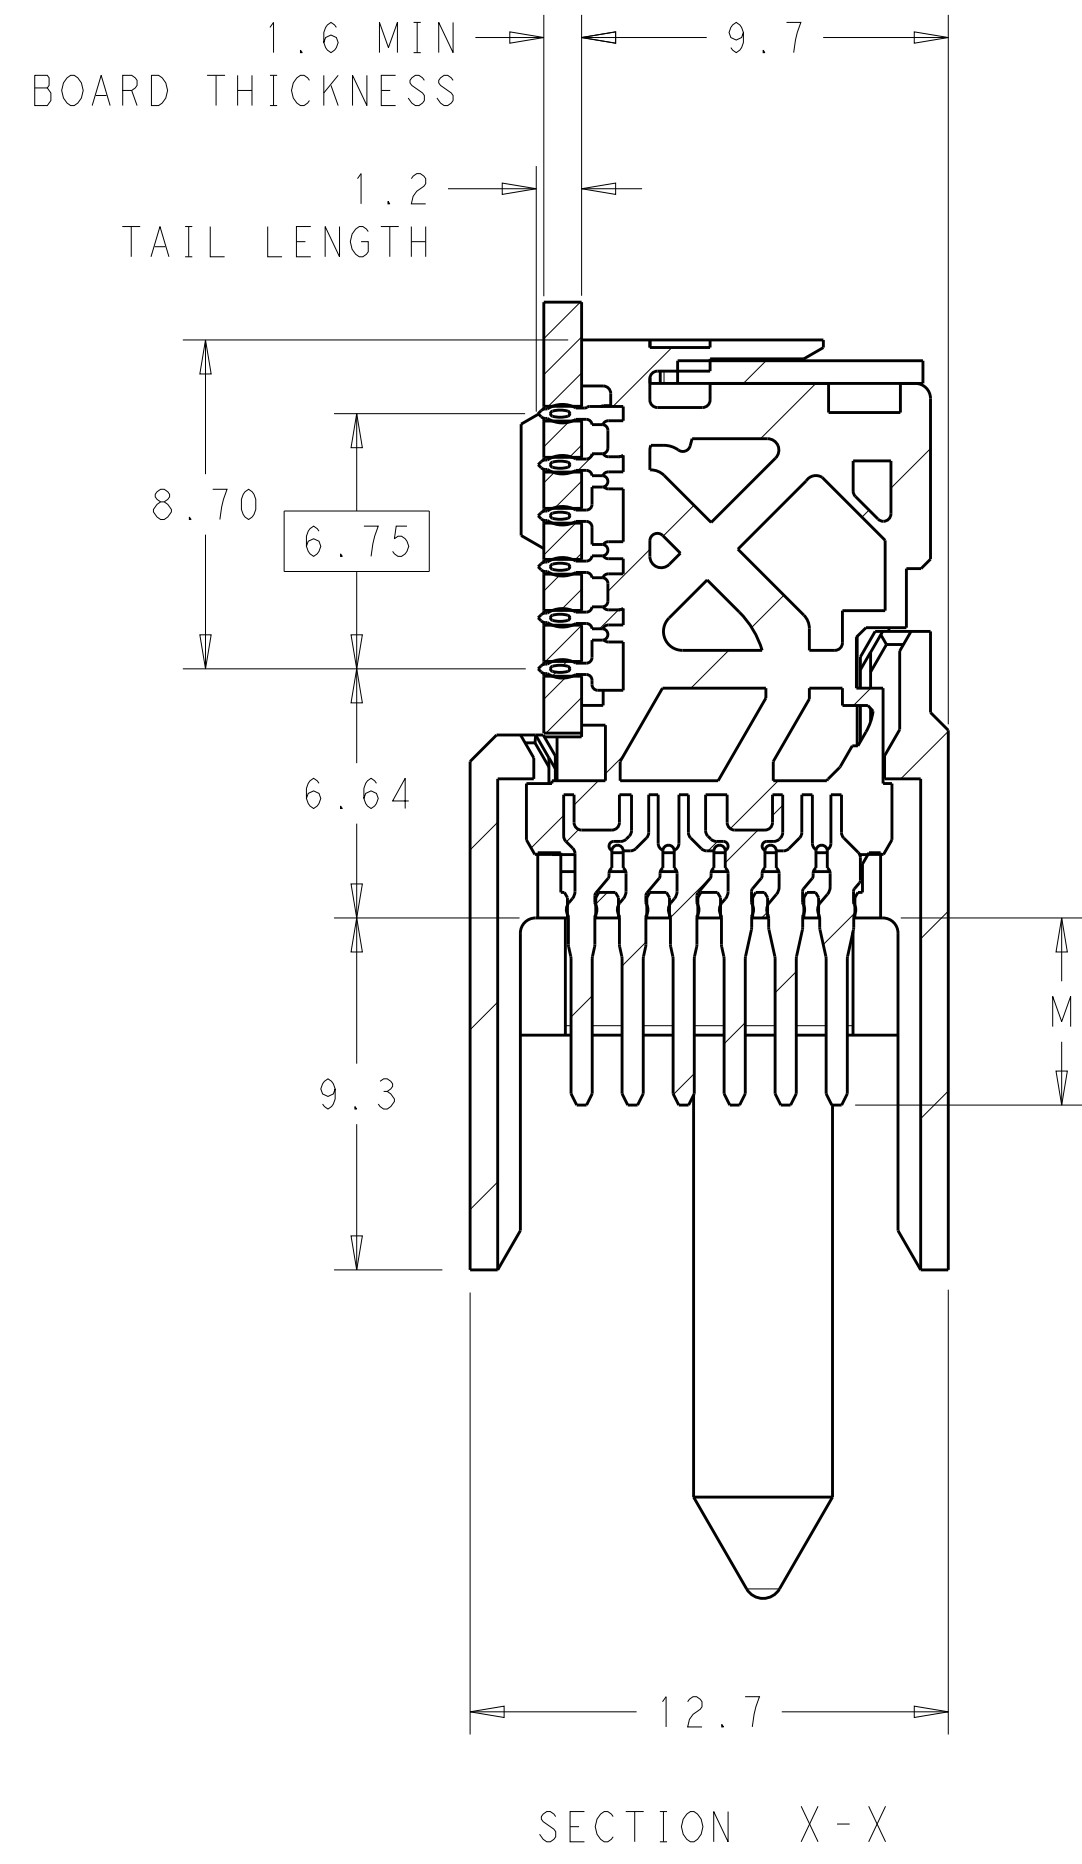 1.6 MIN
9.7
BOARD THICKNESS
1.2
TAIL LENGTH
8.70
6.75
6.64
M
9.3
12.7
SECTION X-X